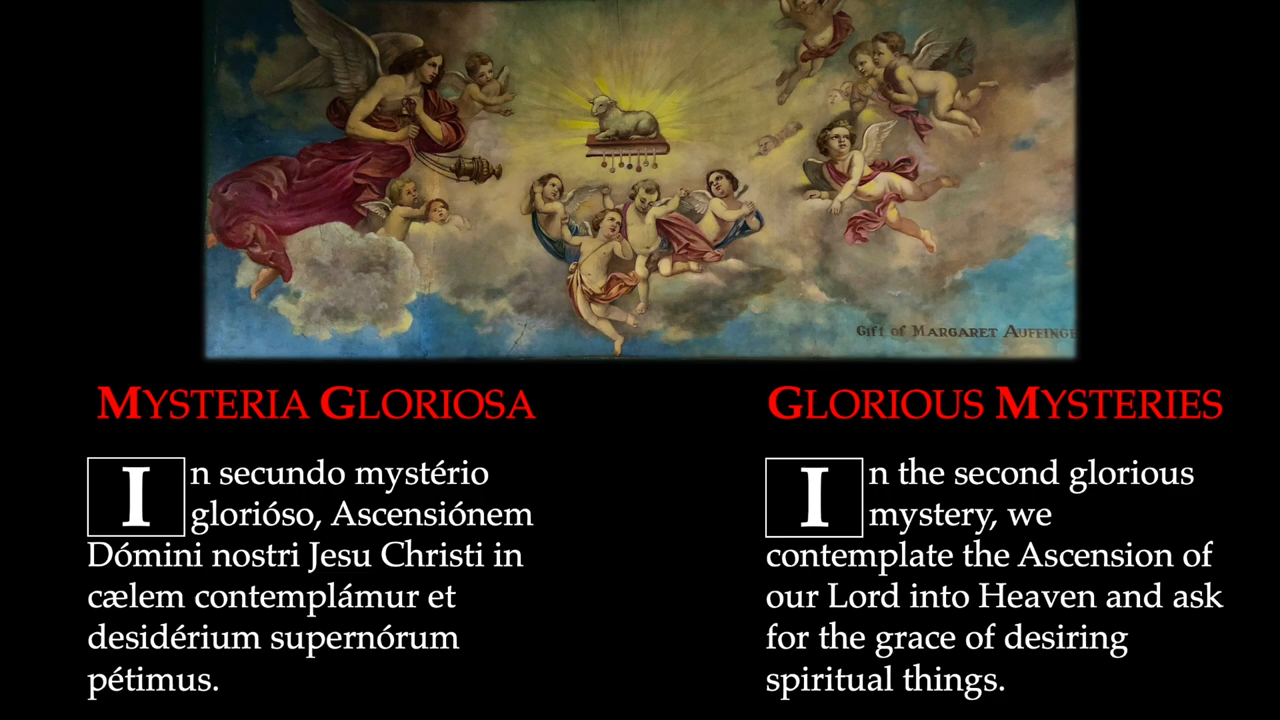 Gift of MARGARET AUFFINGE
MYSTERIA GLORIOSA
In secundo mystério
glorióso, Ascensiónem
Dómini nostri Jesu Christi in
cælem contemplámur et
desidérium supernórum
pétimus.
GLORIOUS MYSTERIES
In the second glorious
mystery, we
contemplate the Ascension of
our Lord into Heaven and ask
for the grace of desiring
spiritual things.